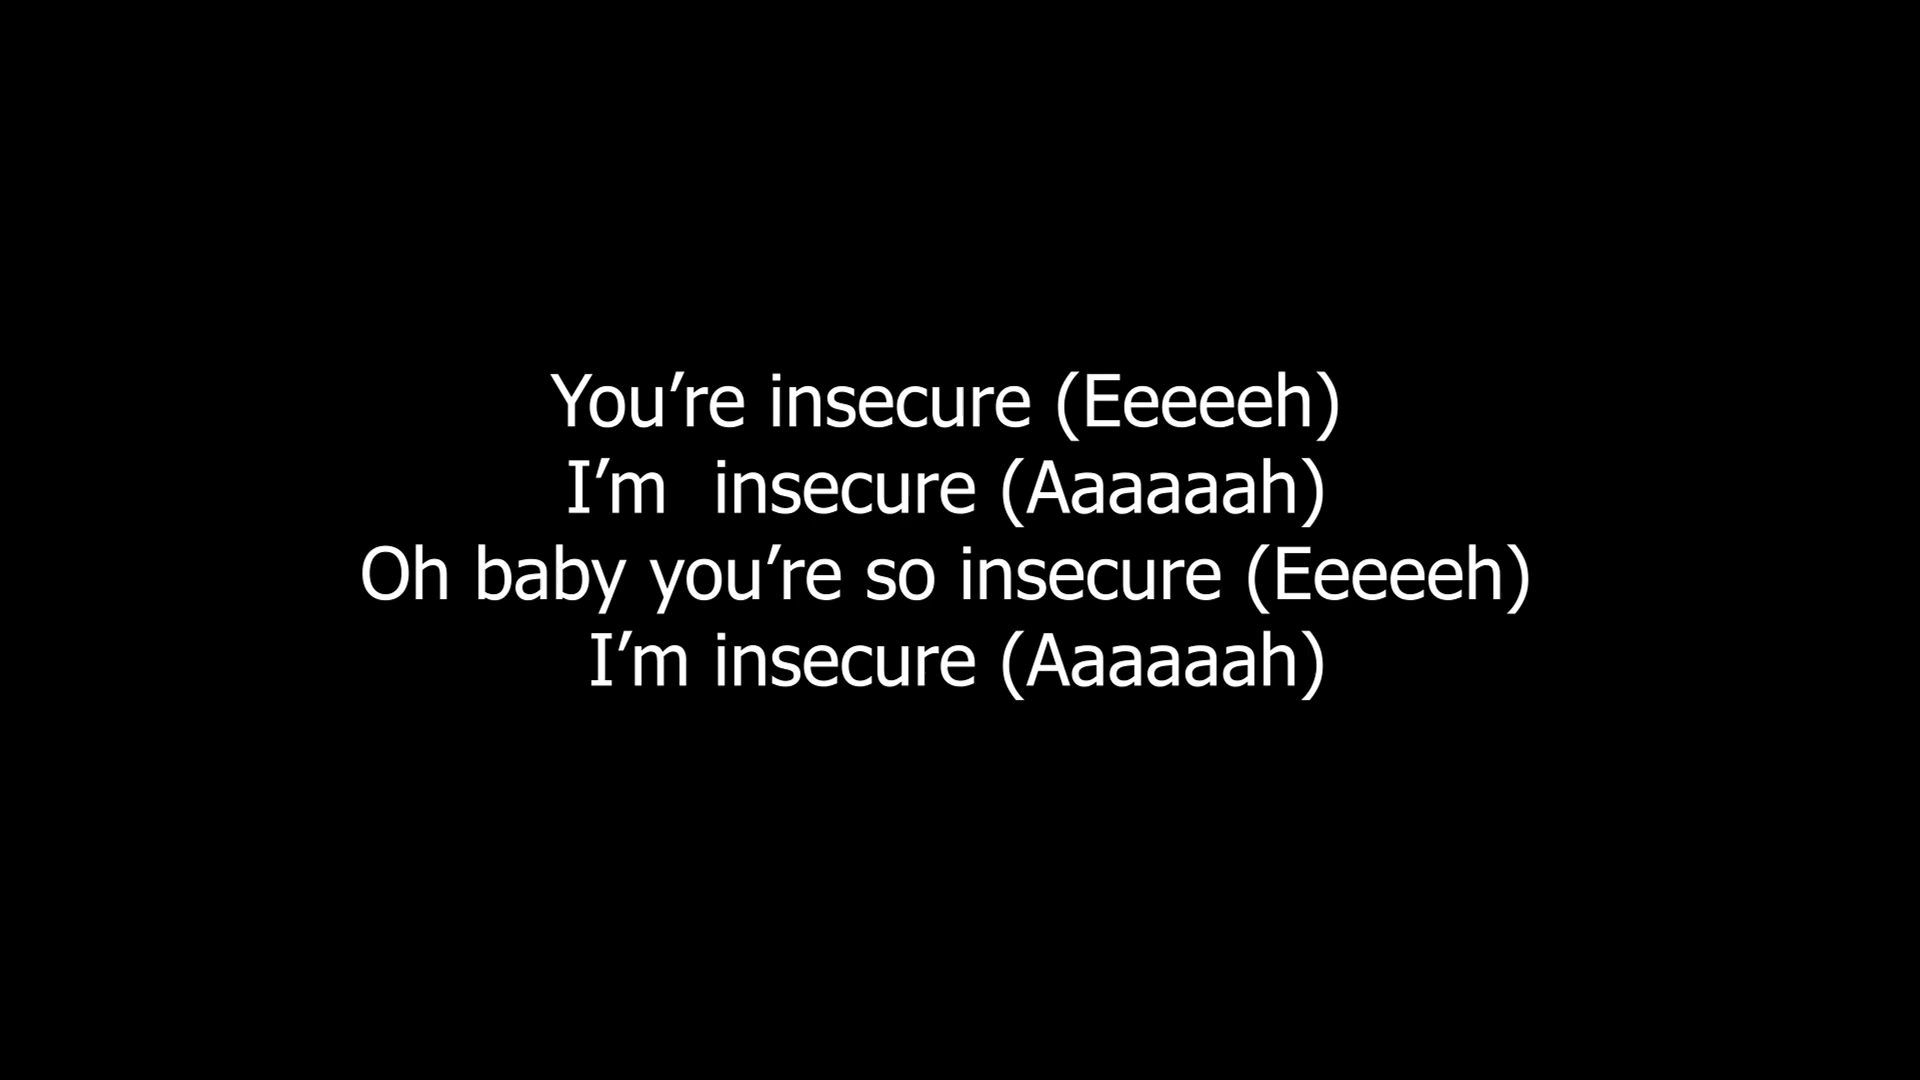 You’re insecure (Eeeeeh)
I’m  insecure (Aaaaaah)
Oh baby you’re so insecure (Eeeeeh)
I’m insecure (Aaaaaah)